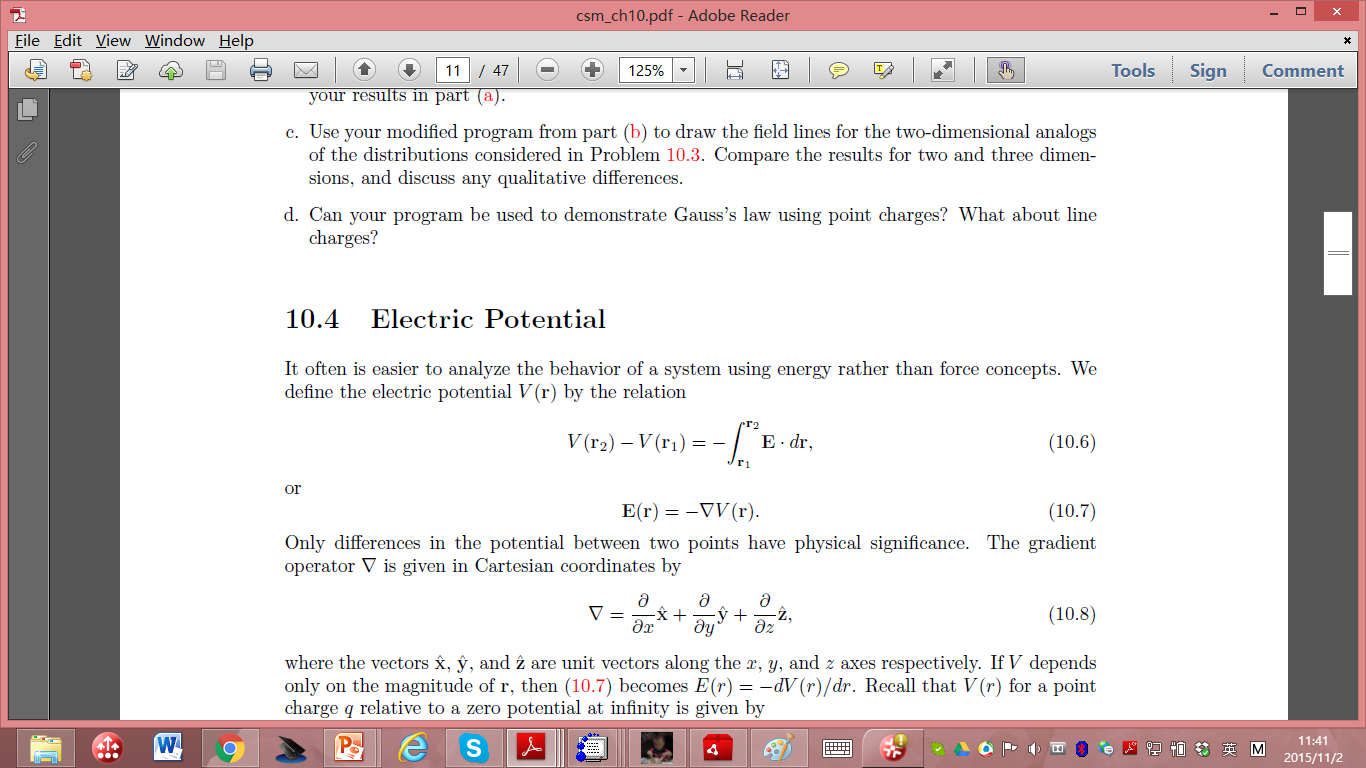 csm_ch10.pdf - Adobe Reader
File Edit View Window Help
11 / 47 125% Tools Sign Comment
your results in part (a).
c. Use your modified program from part (b) to draw the field lines for the two-dimensional analogs
of the distributions considered in Problem 10.3. Compare the results for two and three dimen-
sions, and discuss any qualitative differences.
d. Can your program be used to demonstrate Gauss's law using point charges? What about line
charges?
10.4 Electric Potential
It often is easier to analyze the behavior of a system using energy rather than force concepts. We
define the electric potential V(r) by the relation
V(r₂) − V(r₁) = −∫_{r₁}^{r₂} E · dr, (10.6)
or
E(r) = −∇V(r). (10.7)
Only differences in the potential between two points have physical significance. The gradient
operator ∇ is given in Cartesian coordinates by
∇ = ∂/∂x x̂ + ∂/∂y ŷ + ∂/∂z ẑ, (10.8)
where the vectors x̂, ŷ, and ẑ are unit vectors along the x, y, and z axes respectively. If V depends
only on the magnitude of r, then (10.7) becomes E(r) = −dV(r)/dr. Recall that V(r) for a point
charge q relative to a zero potential at infinity is given by
英 M 11:41
2015/11/2